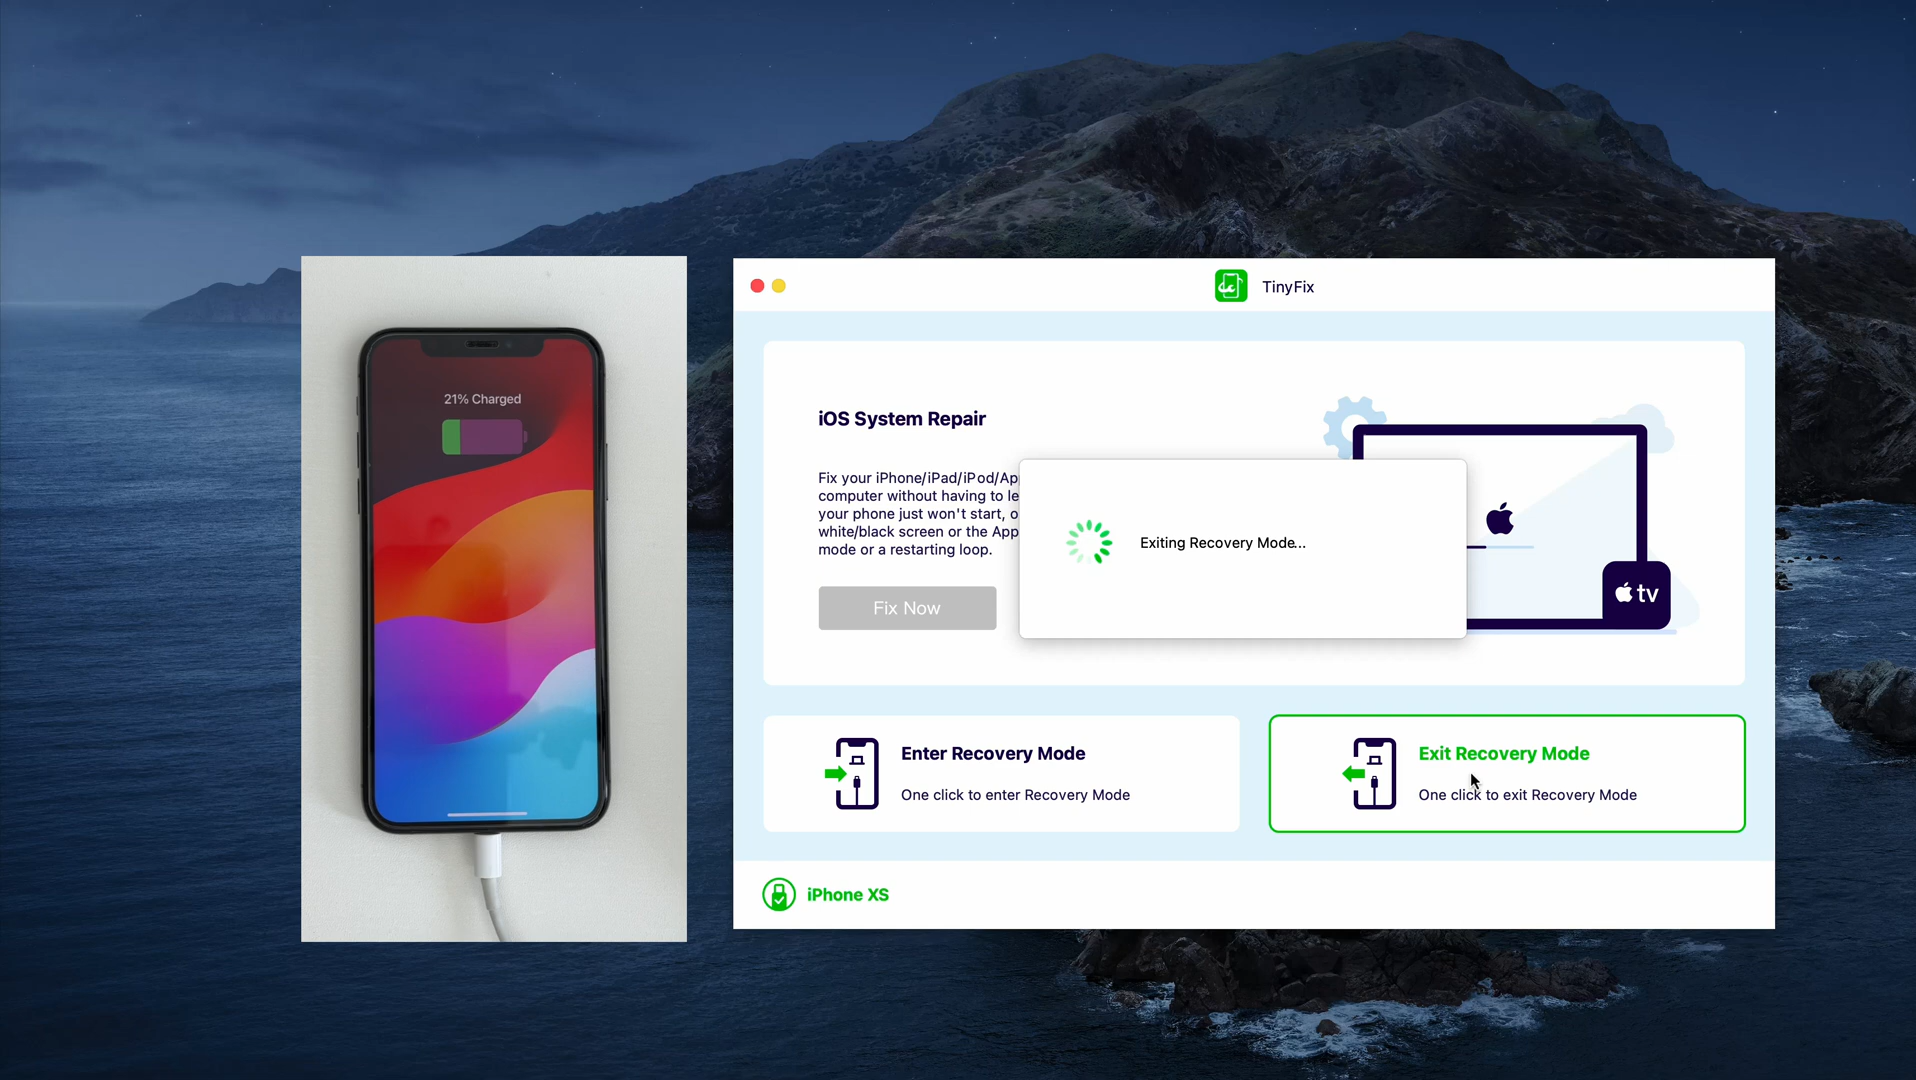 21% Charged
TinyFix
iOS System Repair
Fix your iPhone/iPad/iPod/Ap
computer without having to le
your phone just won't start, o
white/black screen or the App
mode or a restarting loop.
Exiting Recovery Mode...
tv
Fix Now
Enter Recovery Mode
One click to enter Recovery Mode
Exit Recovery Mode
One click to exit Recovery Mode
iPhone XS